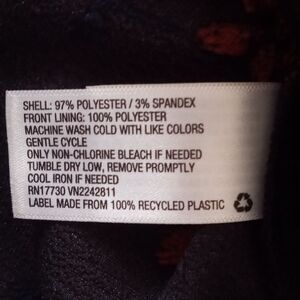 SHELL: 97% POLYESTER / 3% SPANDEX
FRONT LINING: 100% POLYESTER
MACHINE WASH COLD WITH LIKE COLORS
GENTLE CYCLE
ONLY NON-CHLORINE BLEACH IF NEEDED
TUMBLE DRY LOW, REMOVE PROMPTLY
COOL IRON IF NEEDED
RN17730 VN2242811
LABEL MADE FROM 100% RECYCLED PLASTIC